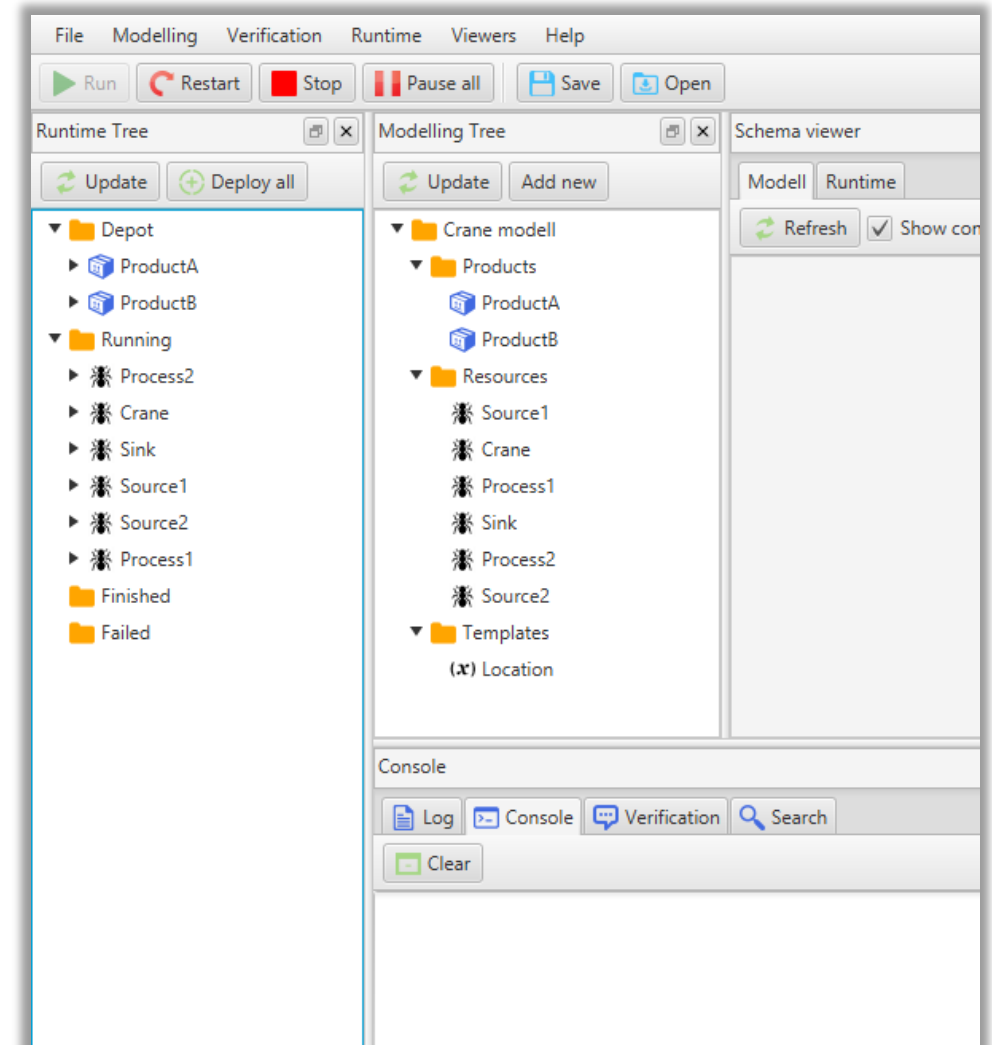 File Modelling Verification Runtime Viewers Help
Run Restart Stop Pause all Save Open
Runtime Tree
Update Deploy all
Depot
ProductA
ProductB
Running
Process2
Crane
Sink
Source1
Source2
Process1
Finished
Failed
Modelling Tree
Update Add new
Crane modell
Products
ProductA
ProductB
Resources
Source1
Crane
Process1
Sink
Process2
Source2
Templates
(x) Location
Schema viewer
Modell Runtime
Refresh Show con
Console
Log Console Verification Search
Clear